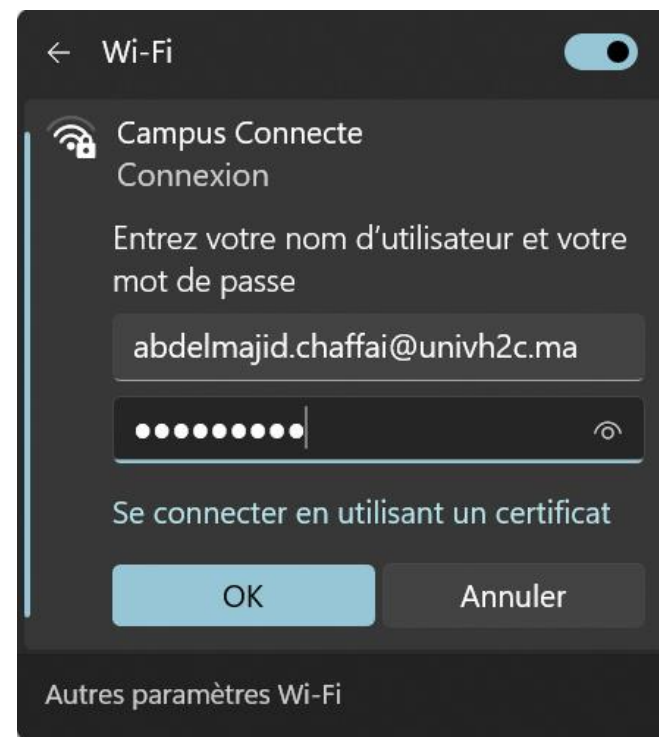 Wi-Fi
Campus Connecte
Connexion
Entrez votre nom d'utilisateur et votre
mot de passe
abdelmajid.chaffai@univh2c.ma
●●●●●●●●●
Se connecter en utilisant un certificat
OK
Annuler
Autres paramètres Wi-Fi